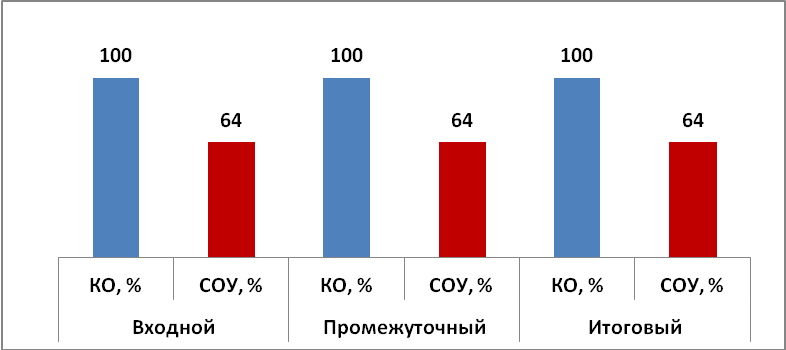 100 100 100
64 64 64
КО, % СОУ, % КО, % СОУ, % КО, % СОУ, %
Входной Промежуточный Итоговый